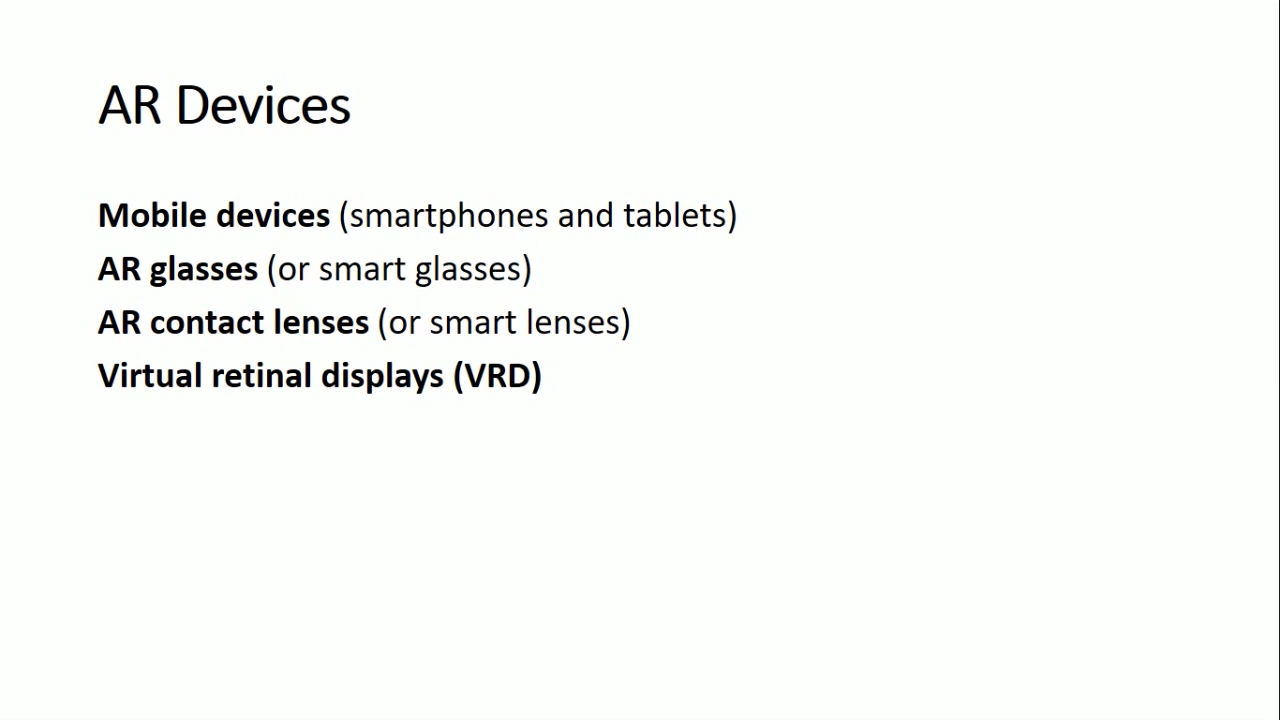 AR Devices
Mobile devices (smartphones and tablets)
AR glasses (or smart glasses)
AR contact lenses (or smart lenses)
Virtual retinal displays (VRD)